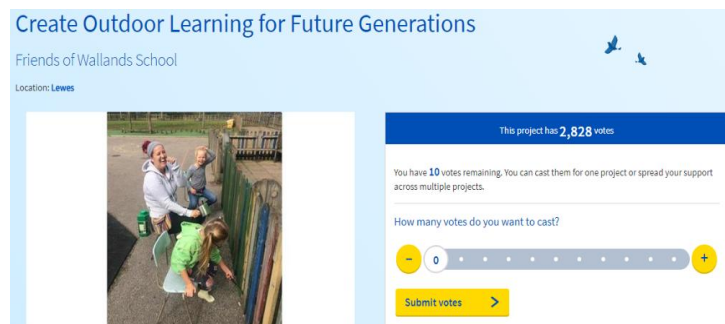 Create Outdoor Learning for Future Generations
Friends of Wallands School
Location: Lewes
This project has 2,828 votes
You have 10 votes remaining. You can cast them for one project or spread your support
across multiple projects.
How many votes do you want to cast?
- 0 +
Submit votes >